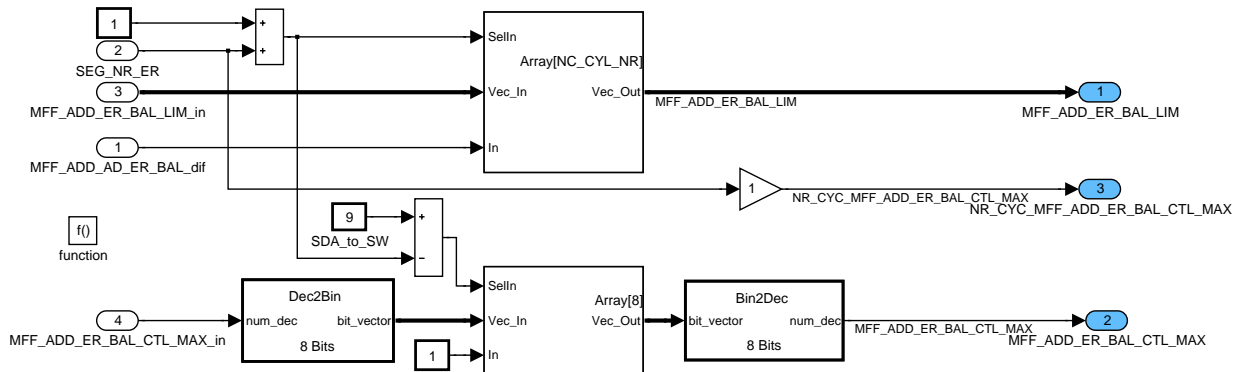 1
+
+
2
SEG_NR_ER
3
MFF_ADD_ER_BAL_LIM_in
1
MFF_ADD_AD_ER_BAL_dif
SelIn
Array[NC_CYL_NR]
Vec_In
Vec_Out
In
MFF_ADD_ER_BAL_LIM
1
MFF_ADD_ER_BAL_LIM
1
NR_CYC_MFF_ADD_ER_BAL_CTL_MAX
3
NR_CYC_MFF_ADD_ER_BAL_CTL_MAX
f()
function
9
SDA_to_SW
+
−
4
MFF_ADD_ER_BAL_CTL_MAX_in
Dec2Bin
num_dec
bit_vector
8 Bits
SelIn
Array[8]
Vec_In
Vec_Out
1
In
Bin2Dec
bit_vector
num_dec
8 Bits
MFF_ADD_ER_BAL_CTL_MAX
2
MFF_ADD_ER_BAL_CTL_MAX